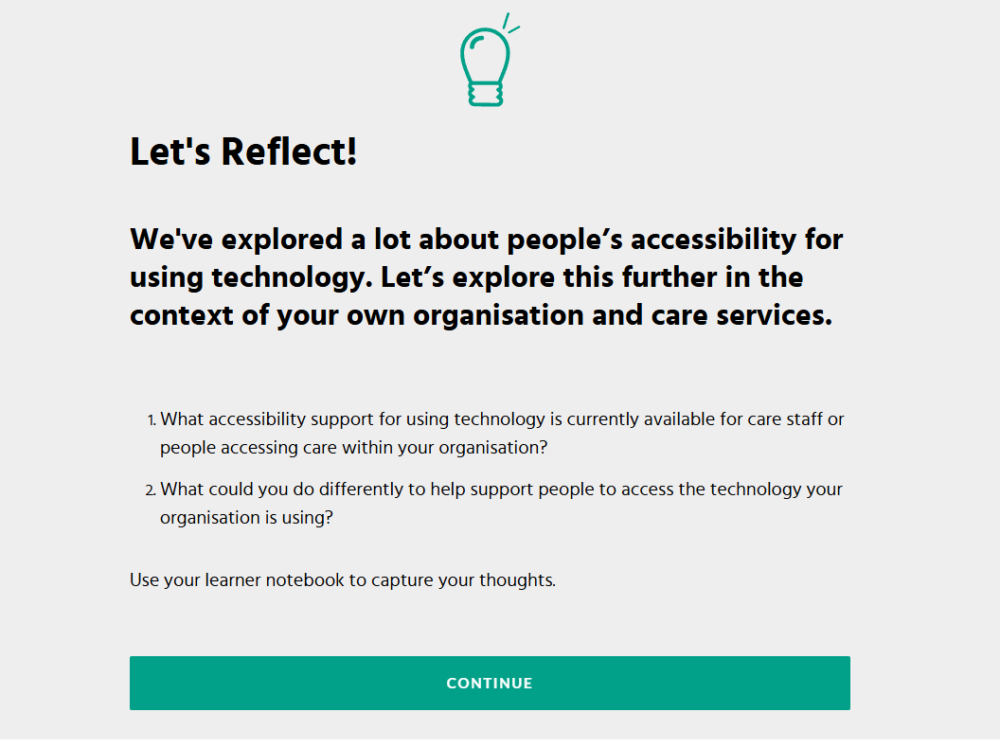 Let's Reflect!
We've explored a lot about people’s accessibility for
using technology. Let’s explore this further in the
context of your own organisation and care services.
1. What accessibility support for using technology is currently available for care staff or
people accessing care within your organisation?
2. What could you do differently to help support people to access the technology your
organisation is using?
Use your learner notebook to capture your thoughts.
CONTINUE